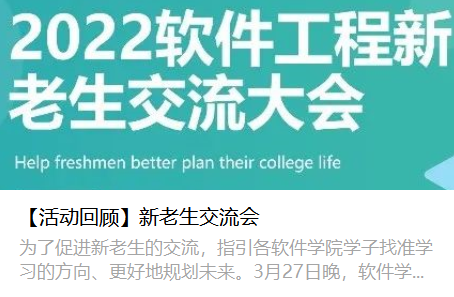 2022软件工程新
老生交流大会
Help freshmen better plan their college life
【活动回顾】新老生交流会
为了促进新老生的交流，指引各软件学院学子找准学
习的方向、更好地规划未来。3月27日晚，软件学...